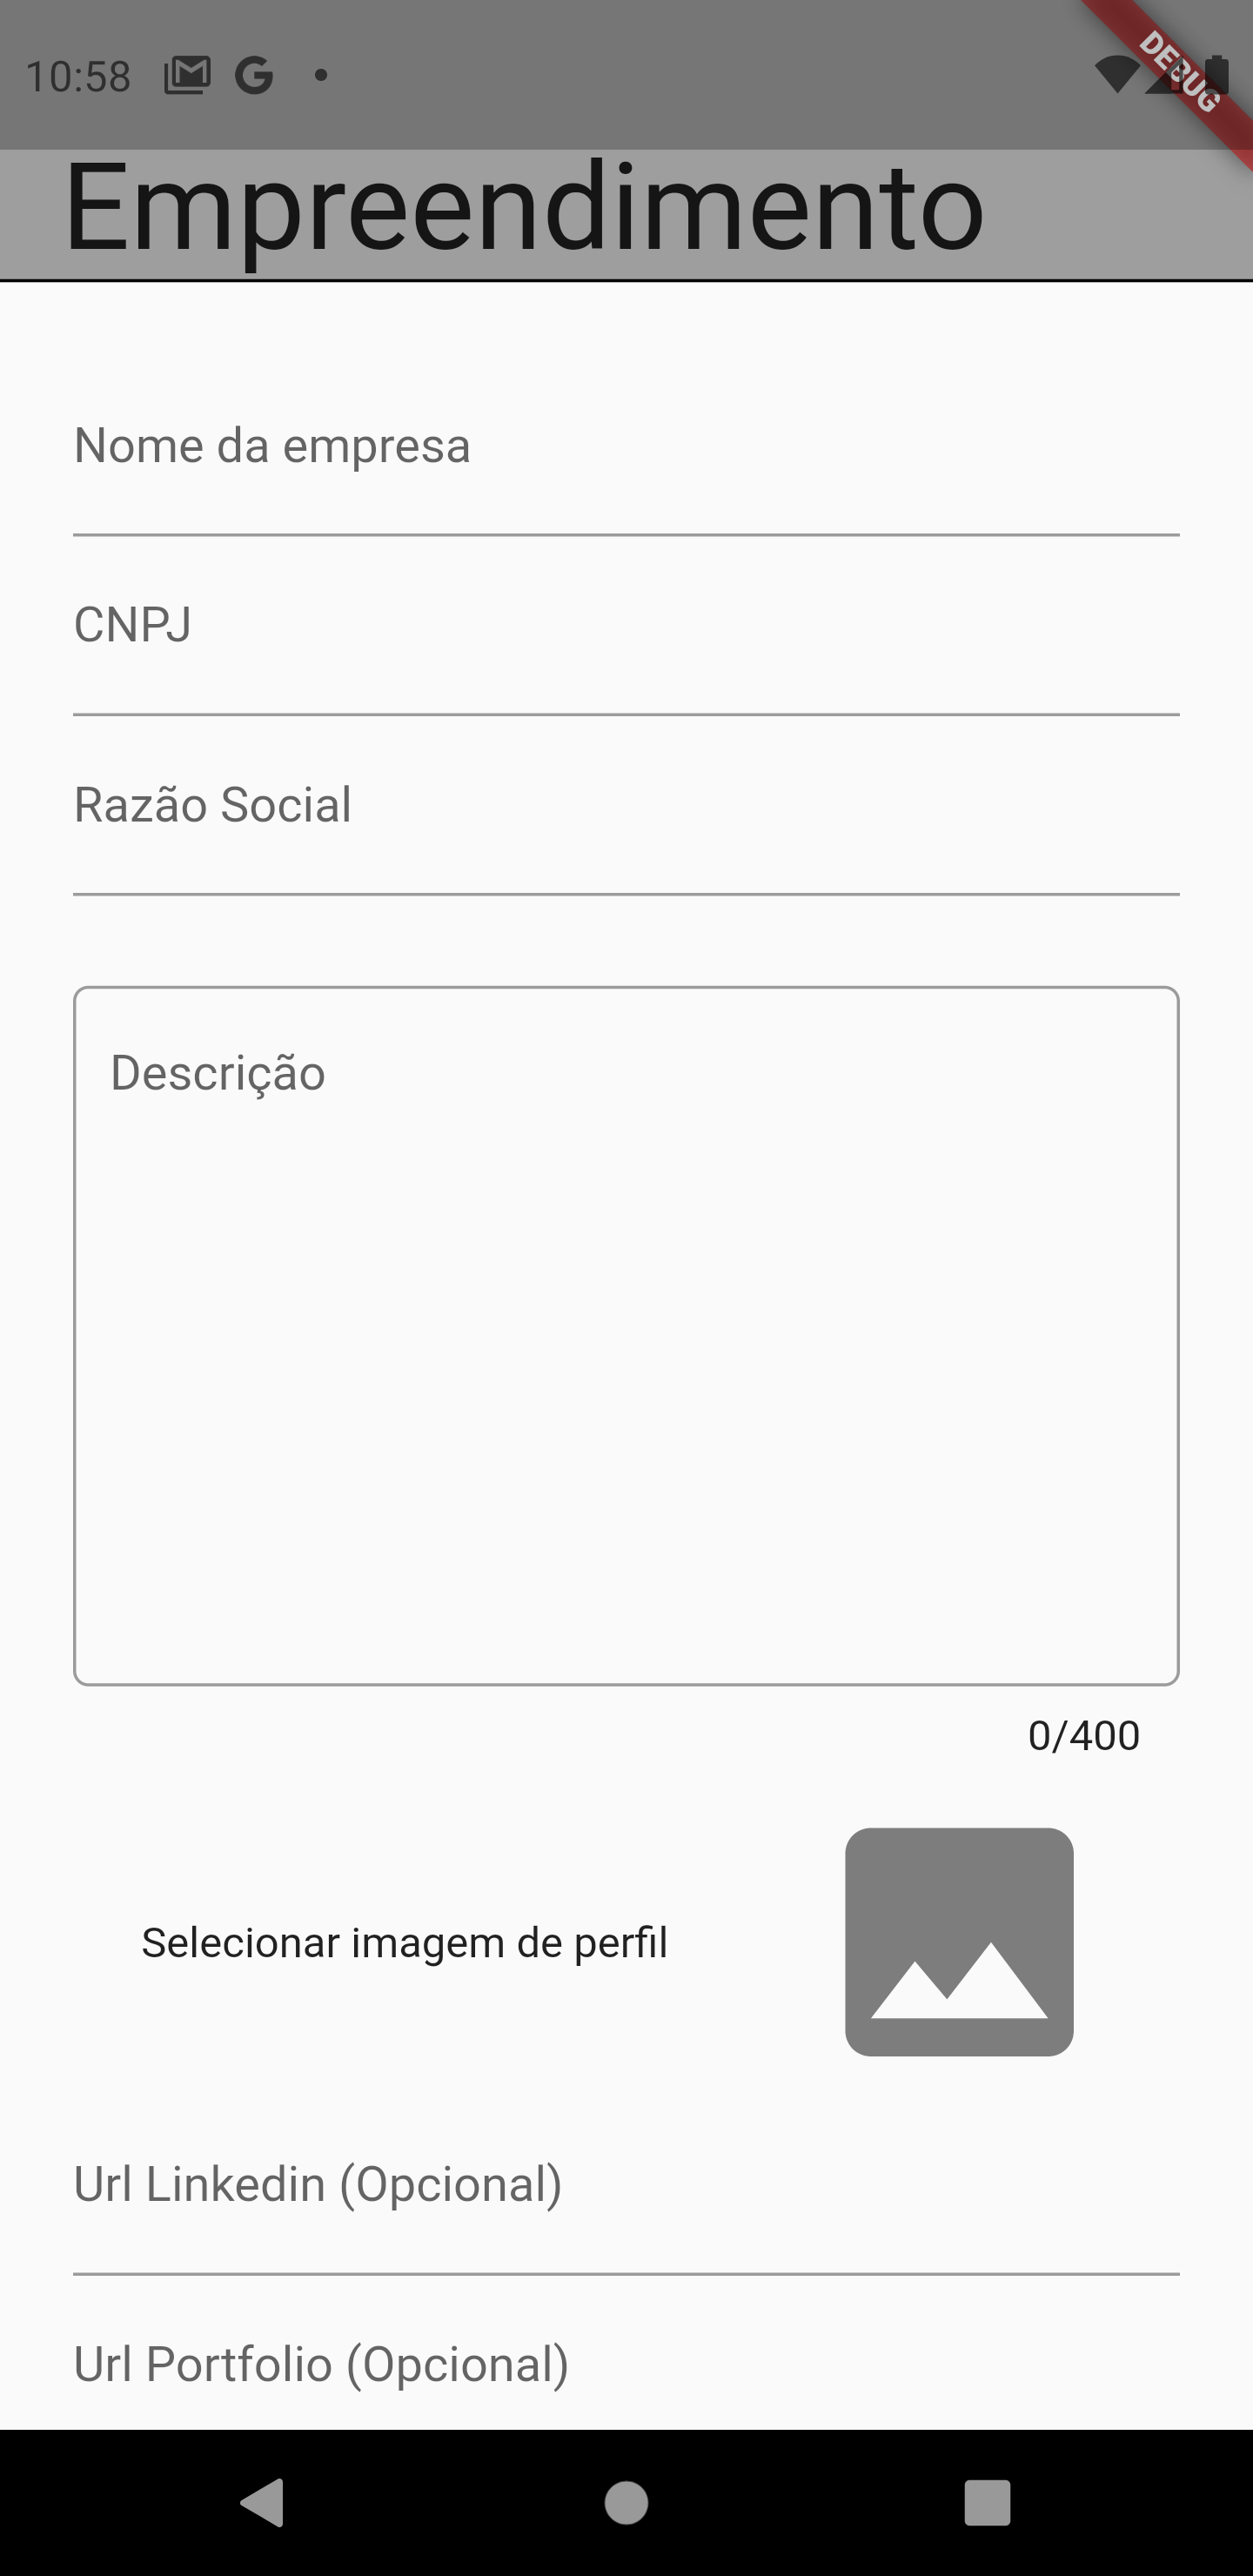 10:58
DEBUG
Empreendimento
Nome da empresa
CNPJ
Razão Social
Descrição
0/400
Selecionar imagem de perfil
Url Linkedin (Opcional)
Url Portfolio (Opcional)